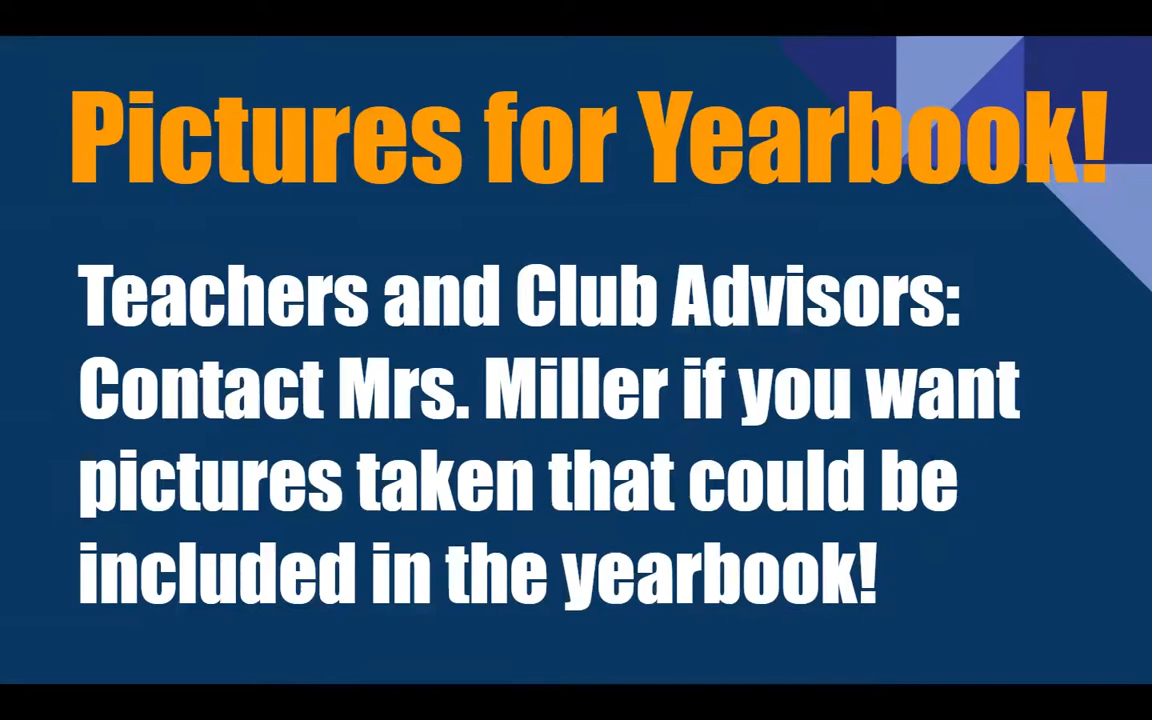 Pictures for Yearbook!
Teachers and Club Advisors:
Contact Mrs. Miller if you want
pictures taken that could be
included in the yearbook!